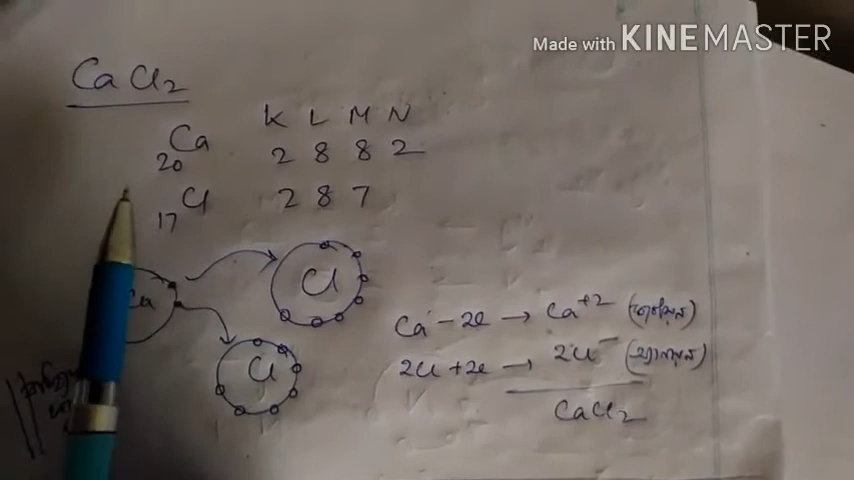 Made with KINEMASTER
CaCl2
K L M N
20Ca 2 8 8 2
17Cl 2 8 7
Ca
Cl
Cl
Ca - 2e → Ca+2
2Cl + 2e → 2Cl-
CaCl2